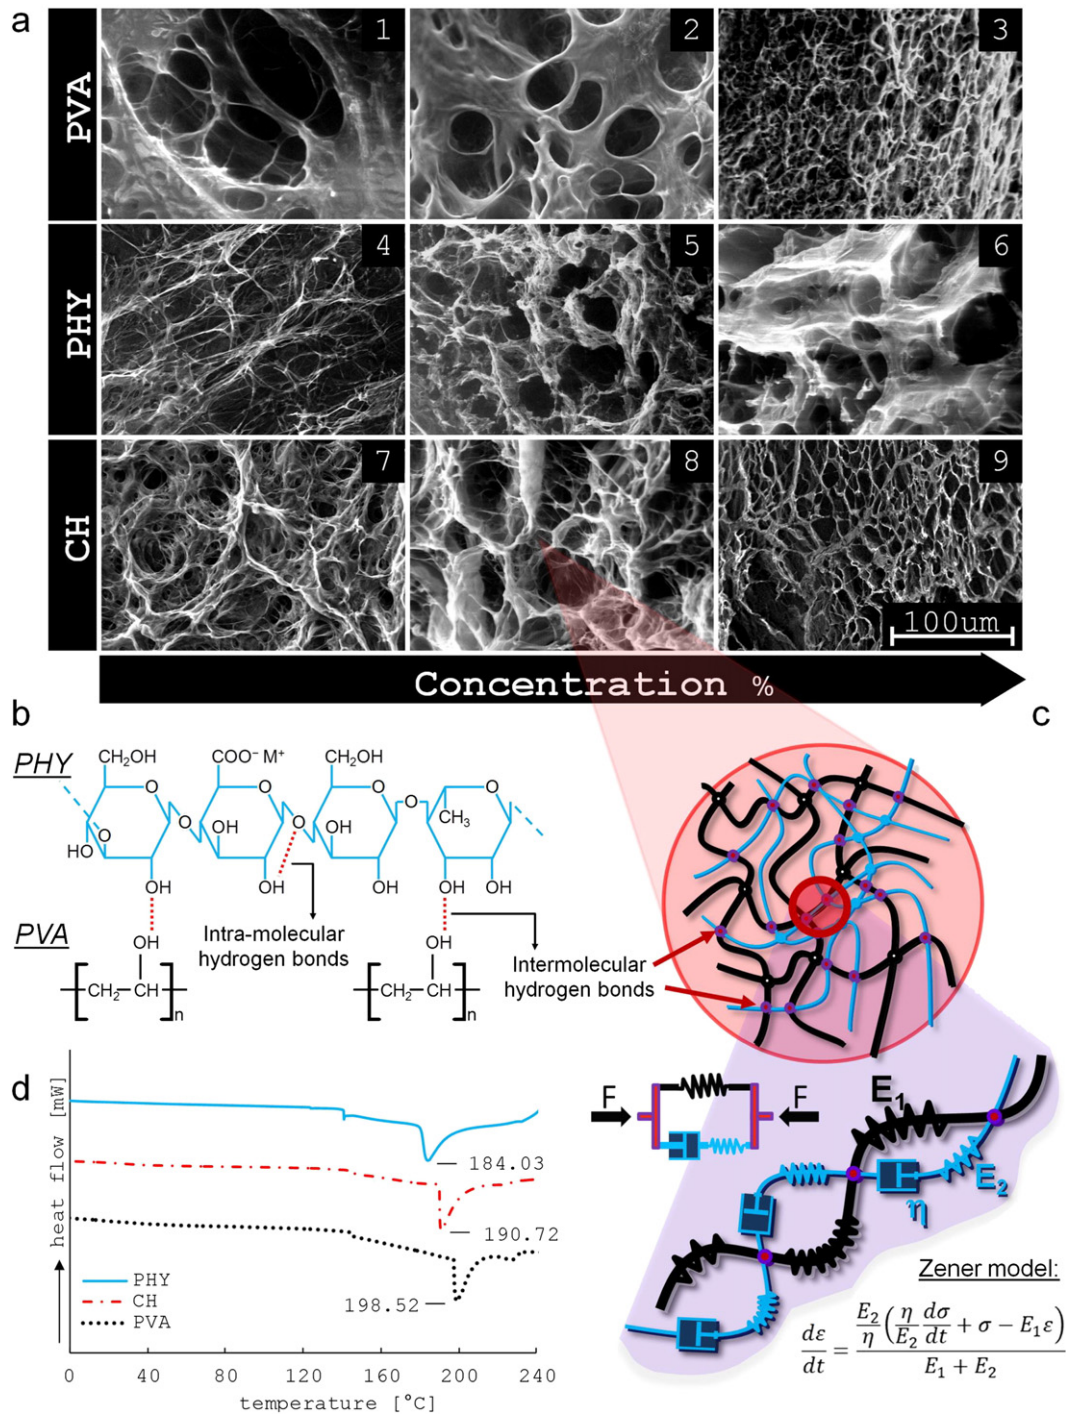 a
PVA
1
2
3
PHY
4
5
6
CH
7
8
9
100um
Concentration %
b
PHY
CH₂OH
COO⁻ M⁺
CH₂OH
O
O
O
O
O
O
O
O
CH₃
HO
OH
OH
OH
OH
OH
OH
OH
Intra-molecular
hydrogen bonds
PVA
OH
CH₂
CH
n
OH
CH₂
CH
n
Intermolecular
hydrogen bonds
c
F
F
E₁
E₂
η
Zener model:
dε/dt = E₂/η (η/E₂ dσ/dt + σ − E₁ε) / E₁ + E₂
d
heat flow [mW]
184.03
190.72
198.52
PHY
CH
PVA
0
40
80
120
160
200
240
temperature [°C]